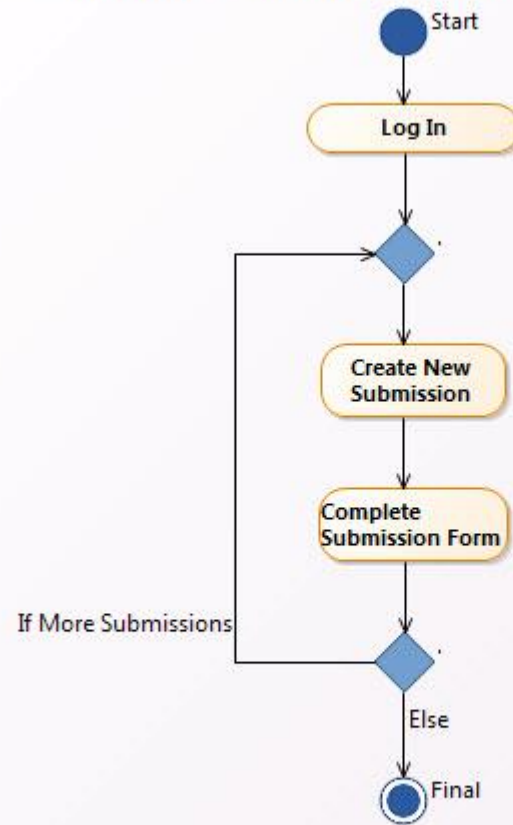 Start
Log In
Create New
Submission
Complete
Submission Form
If More Submissions
Else
Final